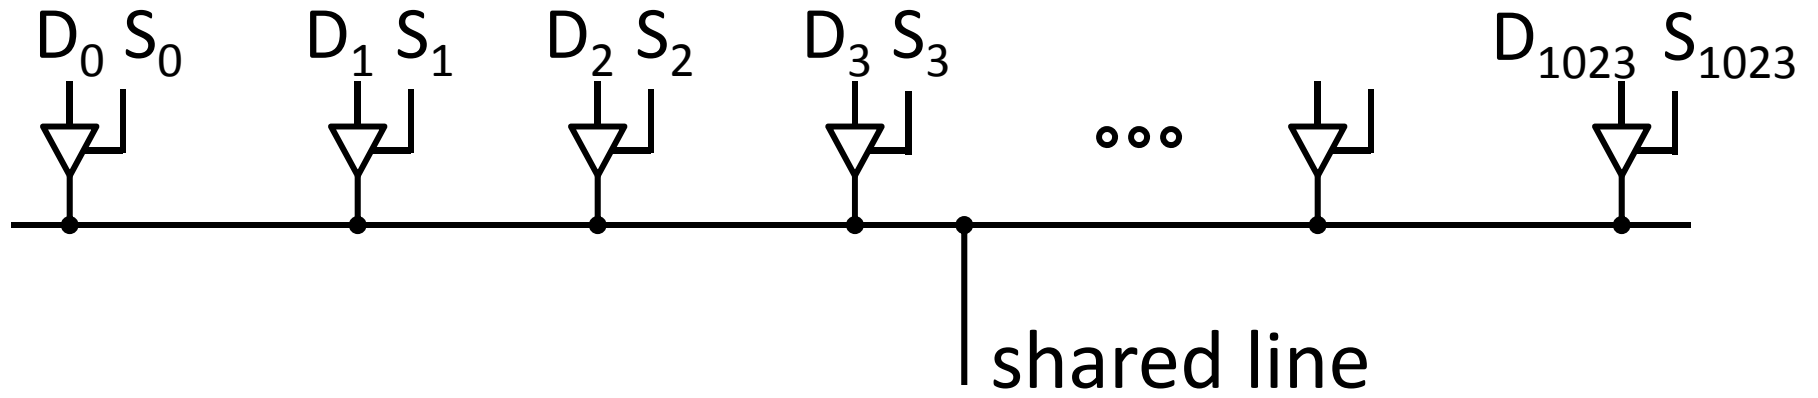 D₀ S₀ D₁ S₁ D₂ S₂ D₃ S₃ D₁₀₂₃ S₁₀₂₃
shared line